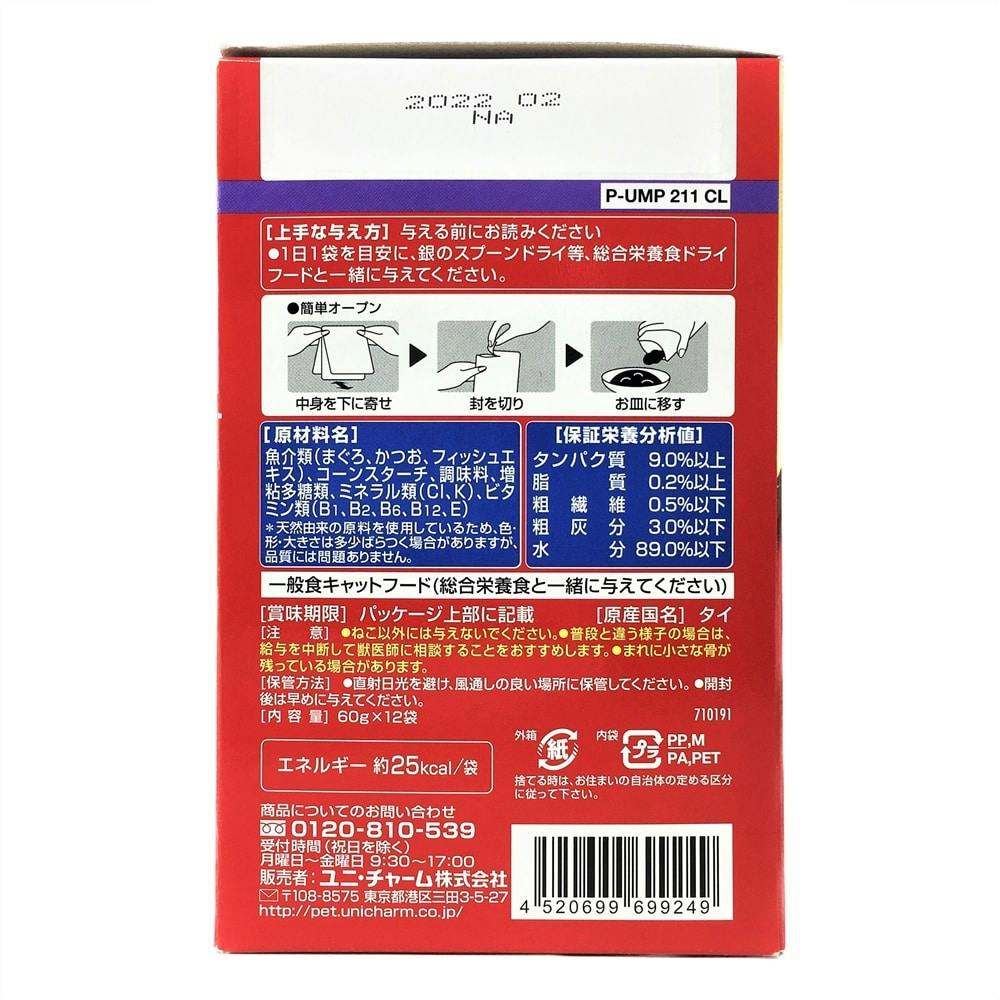 2022 02
NA
P-UMP 211 CL
[上手な与え方] 与える前にお読みください
●1日1袋を目安に、銀のスプーンドライ等、総合栄養食ドライ
フードと一緒に与えてください。
●簡単オープン
中身を下に寄せ
封を切り
お皿に移す
[原材料名]
魚介類(まぐろ、かつお、フィッシュエ
キス)、コーンスターチ、調味料、増
粘多糖類、ミネラル類(Cl、K)、ビタ
ミン類(B1、B2、B6、B12、E)
*天然由来の原料を使用しているため、色・
形・大きさは多少ばらつく場合がありますが、
品質には問題ありません。
[保証栄養分析値]
タンパク質 9.0%以上
脂質 0.2%以上
粗繊維 0.5%以下
粗灰分 3.0%以下
水分 89.0%以下
一般食キャットフード(総合栄養食と一緒に与えてください)
[賞味期限] パッケージ上部に記載 [原産国名] タイ
[注意] ●ねこ以外には与えないでください。●普段と違う様子の場合は、
給与を中断して獣医師に相談することをおすすめします。●まれに小さな骨が
残っている場合があります。
[保管方法] ●直射日光を避け、風通しの良い場所に保管してください。●開封
後は早めに与えてください。
[内容量] 60g×12袋
710191
外箱 紙 内袋 プラ PP,M
PA,PET
捨てる時は、お住まいの自治体の定める区分
に従って下さい。
エネルギー 約25kcal/袋
商品についてのお問い合わせ
0120-810-539
受付時間(祝日を除く)
月曜日〜金曜日 9:30〜17:00
販売者:ユニ・チャーム株式会社
〒108-8575 東京都港区三田3-5-27
http://pet.unicharm.co.jp/
4 520699 699249